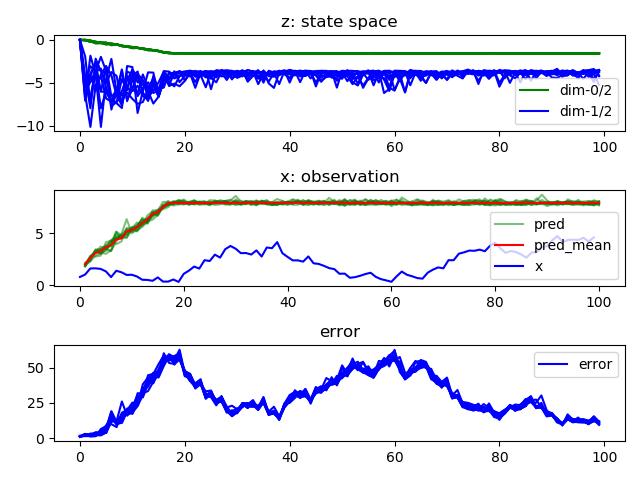 z: state space
0
−5
−10
dim-0/2
dim-1/2
0 20 40 60 80 100
x: observation
5
0
pred
pred_mean
x
0 20 40 60 80 100
error
50
25
0
error
0 20 40 60 80 100